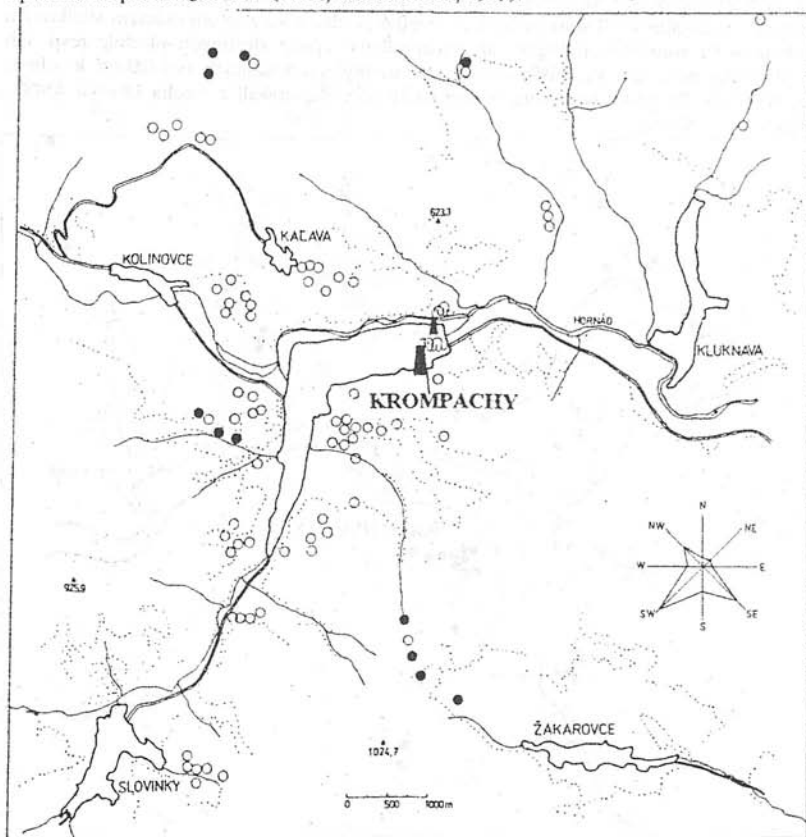 623,3
KAĽAVA
KOLINOVCE
HORNÁD
KLUKNAVA
KROMPACHY
N
NW
NE
W
E
SW
SE
S
925,9
ŽAKAROVCE
1024,7
SLOVINKY
0 500 1000 m